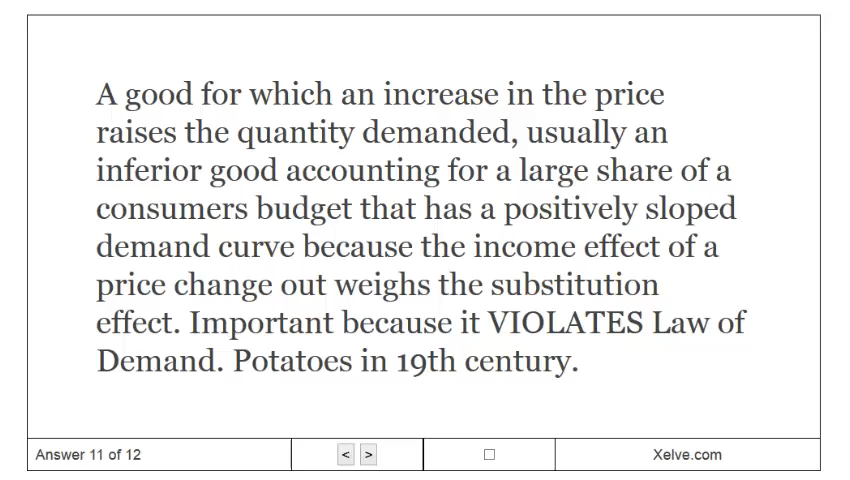 A good for which an increase in the price
raises the quantity demanded, usually an
inferior good accounting for a large share of a
consumers budget that has a positively sloped
demand curve because the income effect of a
price change out weighs the substitution
effect. Important because it VIOLATES Law of
Demand. Potatoes in 19th century.
Answer 11 of 12 < > Xelve.com